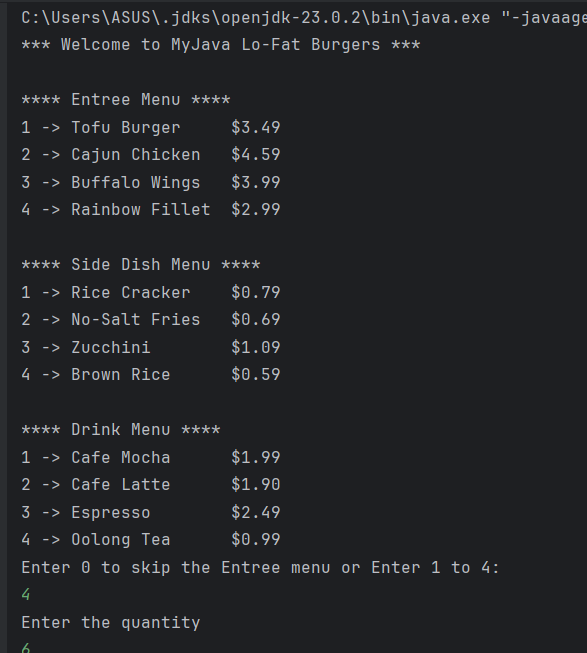 C:\Users\ASUS\.jdks\openjdk-23.0.2\bin\java.exe "-javaage
*** Welcome to MyJava Lo-Fat Burgers ***
**** Entree Menu ****
1 -> Tofu Burger     $3.49
2 -> Cajun Chicken   $4.59
3 -> Buffalo Wings   $3.99
4 -> Rainbow Fillet  $2.99
**** Side Dish Menu ****
1 -> Rice Cracker    $0.79
2 -> No-Salt Fries   $0.69
3 -> Zucchini        $1.09
4 -> Brown Rice      $0.59
**** Drink Menu ****
1 -> Cafe Mocha      $1.99
2 -> Cafe Latte      $1.90
3 -> Espresso        $2.49
4 -> Oolong Tea      $0.99
Enter 0 to skip the Entree menu or Enter 1 to 4:
4
Enter the quantity
6